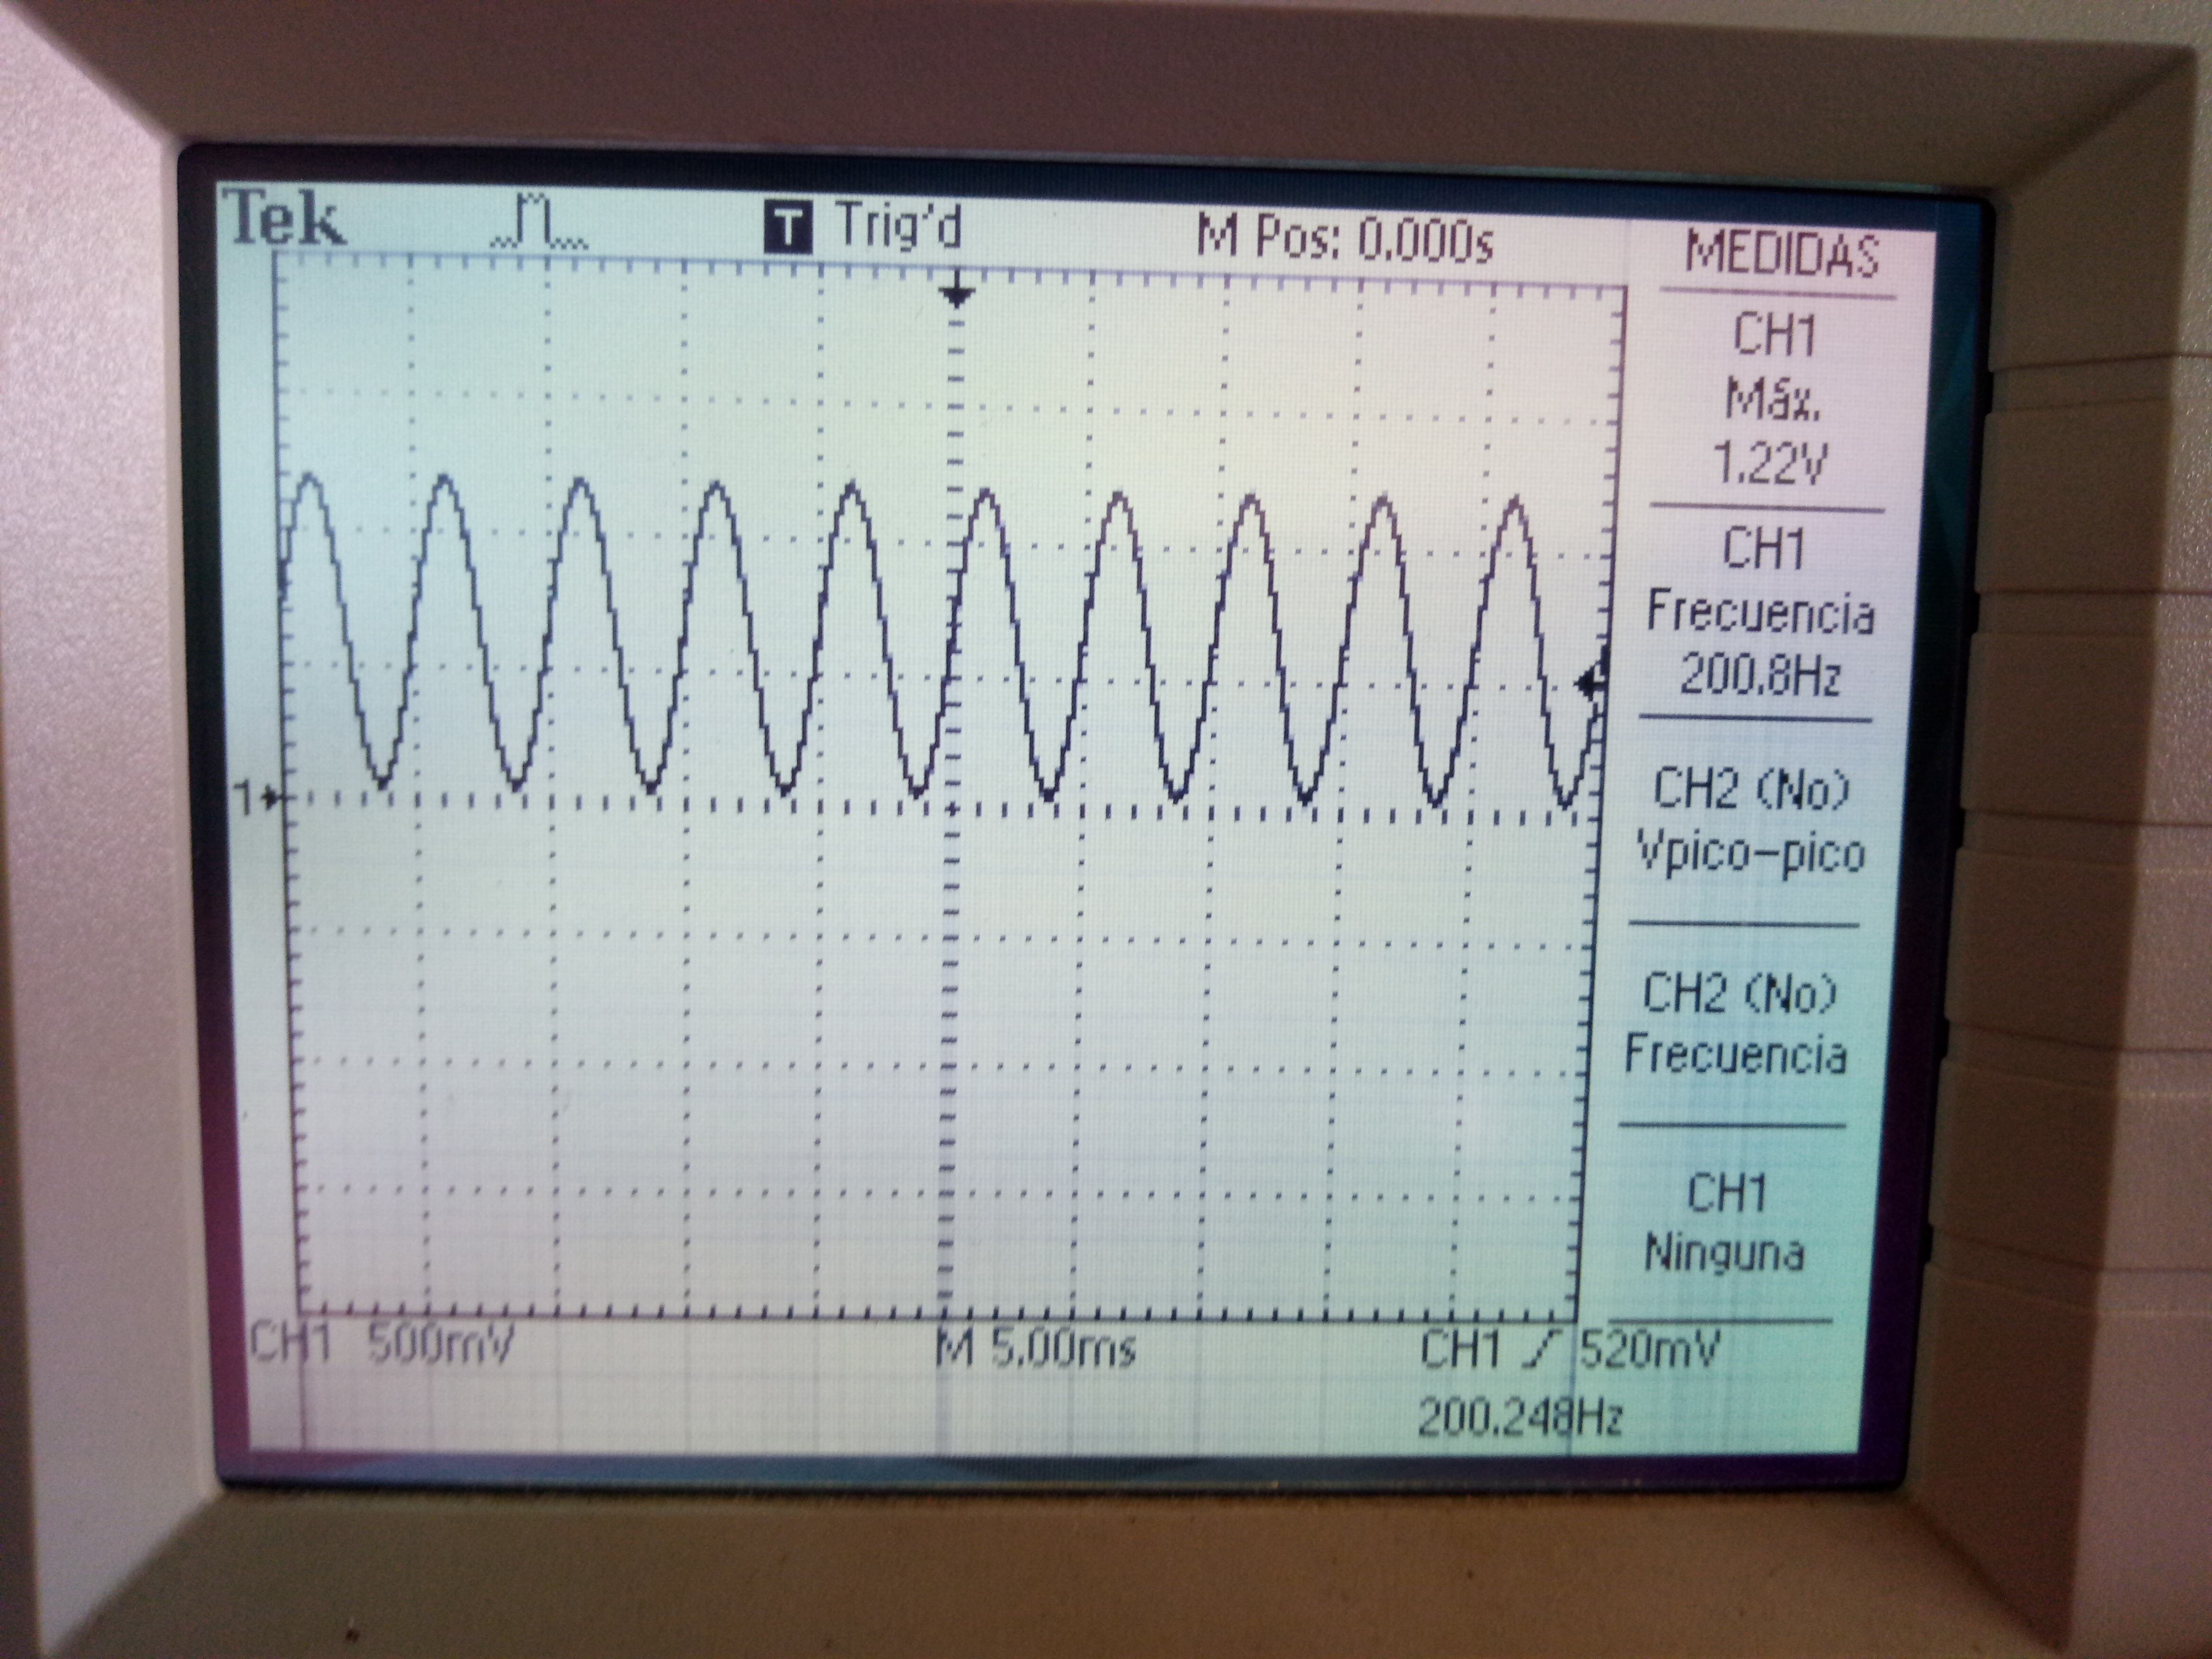 Tek T Trig'd M Pos: 0.000s
MEDIDAS
CH1
Máx.
1.22V
CH1
Frecuencia
200.8Hz
CH2 (No)
Vpico-pico
CH2 (No)
Frecuencia
CH1
Ninguna
1
CH1 500mV M 5.00ms CH1 520mV
200.248Hz